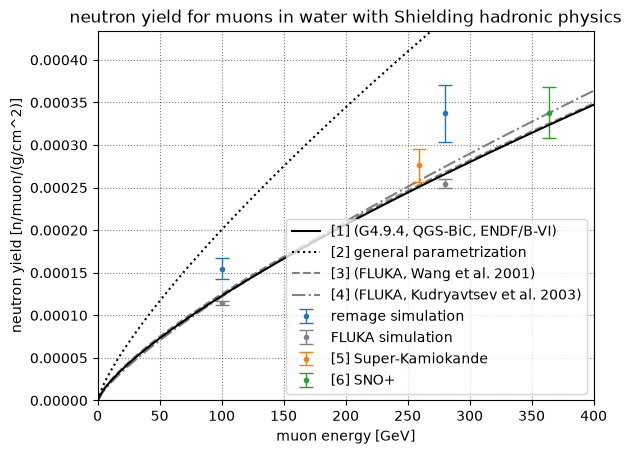 neutron yield for muons in water with Shielding hadronic physics
neutron yield [n/muon/(g/cm^2)]
0.00040
0.00035
0.00030
0.00025
0.00020
0.00015
0.00010
0.00005
0.00000
[1] (G4.9.4, QGS-BiC, ENDF/B-VI)
[2] general parametrization
[3] (FLUKA, Wang et al. 2001)
[4] (FLUKA, Kudryavtsev et al. 2003)
remage simulation
FLUKA simulation
[5] Super-Kamiokande
[6] SNO+
0 50 100 150 200 250 300 350 400
muon energy [GeV]